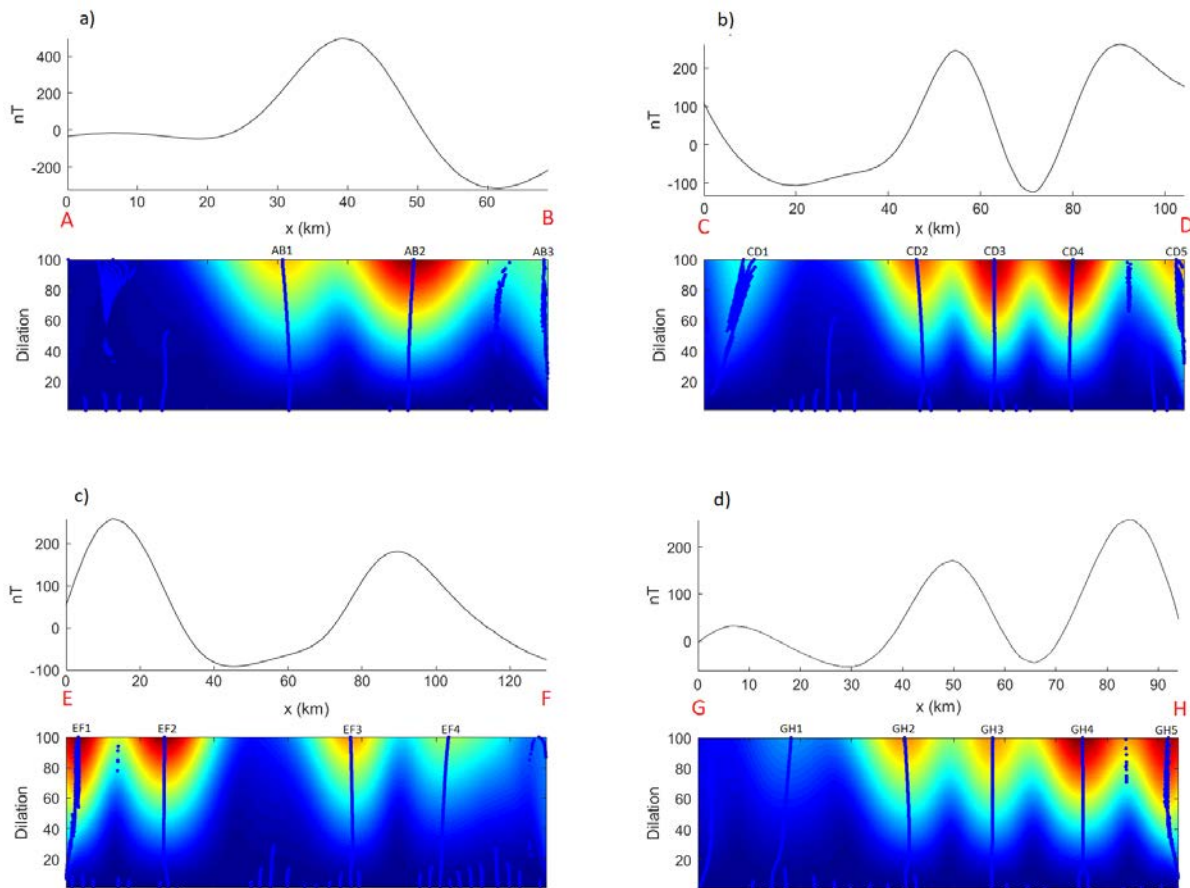 a)
400
200
0
-200
nT
0 10 20 30 40 50 60
A x (km) B
AB1 AB2 AB3
100
80
60
40
20
Dilation
b)
200
100
0
-100
nT
0 20 40 60 80 100
C x (km) D
CD1 CD2 CD3 CD4 CD5
100
80
60
40
20
Dilation
c)
200
100
0
-100
nT
0 20 40 60 80 100 120
E x (km) F
EF1 EF2 EF3 EF4
100
80
60
40
20
Dilation
d)
200
100
0
nT
0 10 20 30 40 50 60 70 80 90
G x (km) H
GH1 GH2 GH3 GH4 GH5
100
80
60
40
20
Dilation